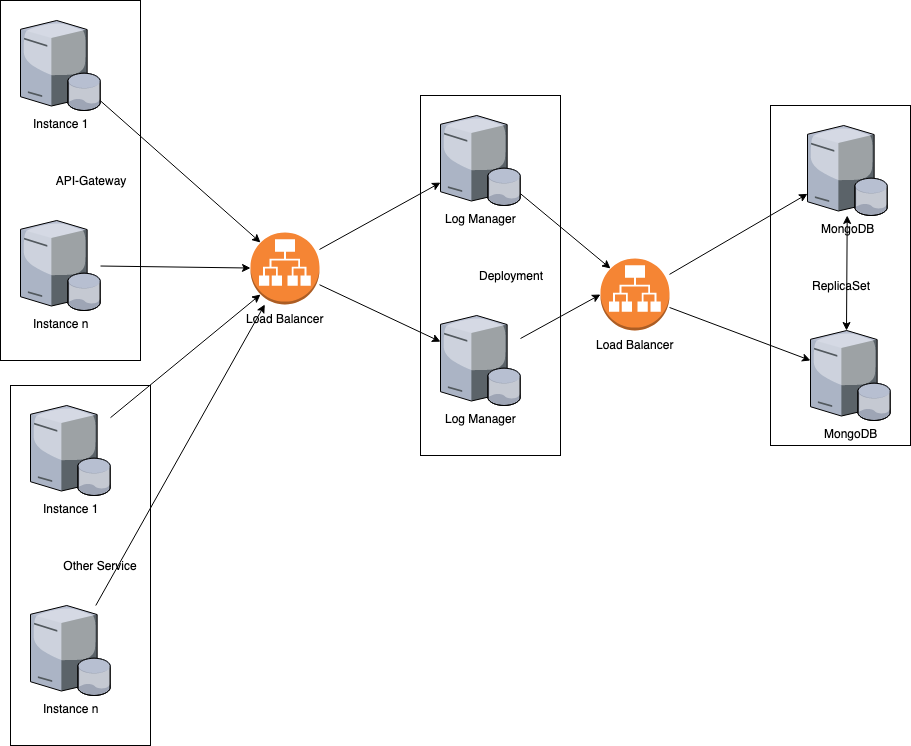 Instance 1
API-Gateway
Instance n
Load Balancer
Instance 1
Other Service
Instance n
Log Manager
Deployment
Log Manager
Load Balancer
MongoDB
ReplicaSet
MongoDB